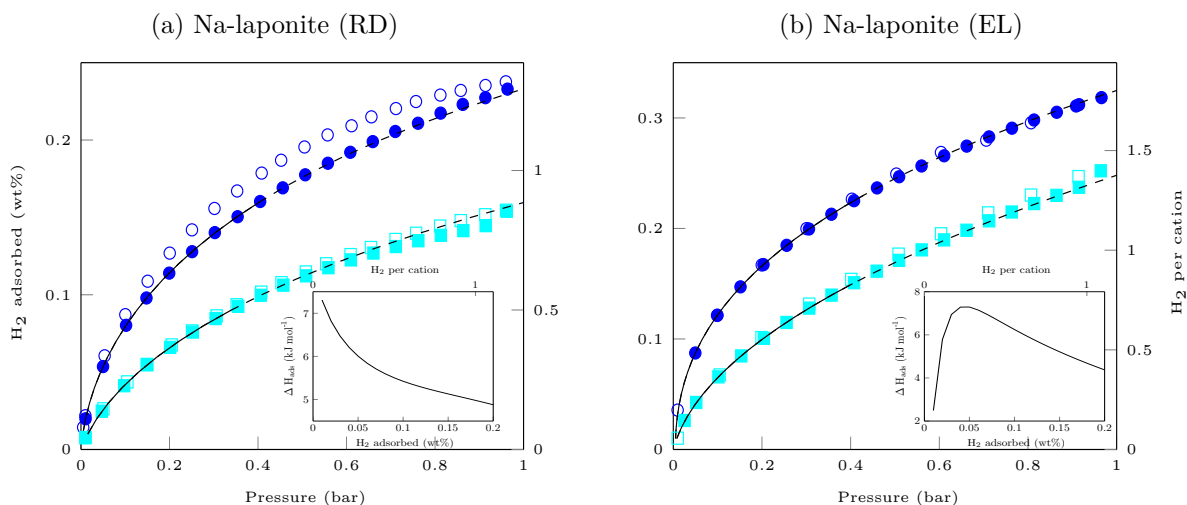 (a) Na-laponite (RD)
H₂ adsorbed (wt%)
0.2
0.1
0
1
0.5
0
0 0.2 0.4 0.6 0.8 1
Pressure (bar)
H₂ per cation
0 1
Δ Hₐdₛ (kJ mol⁻¹)
7
6
5
0 0.05 0.1 0.15 0.2
H₂ adsorbed (wt%)
(b) Na-laponite (EL)
0.3
0.2
0.1
0
1.5
1
0.5
0
H₂ per cation
0 0.2 0.4 0.6 0.8 1
Pressure (bar)
H₂ per cation
0 1
Δ Hₐdₛ (kJ mol⁻¹)
8
6
4
2
0 0.05 0.1 0.15 0.2
H₂ adsorbed (wt%)